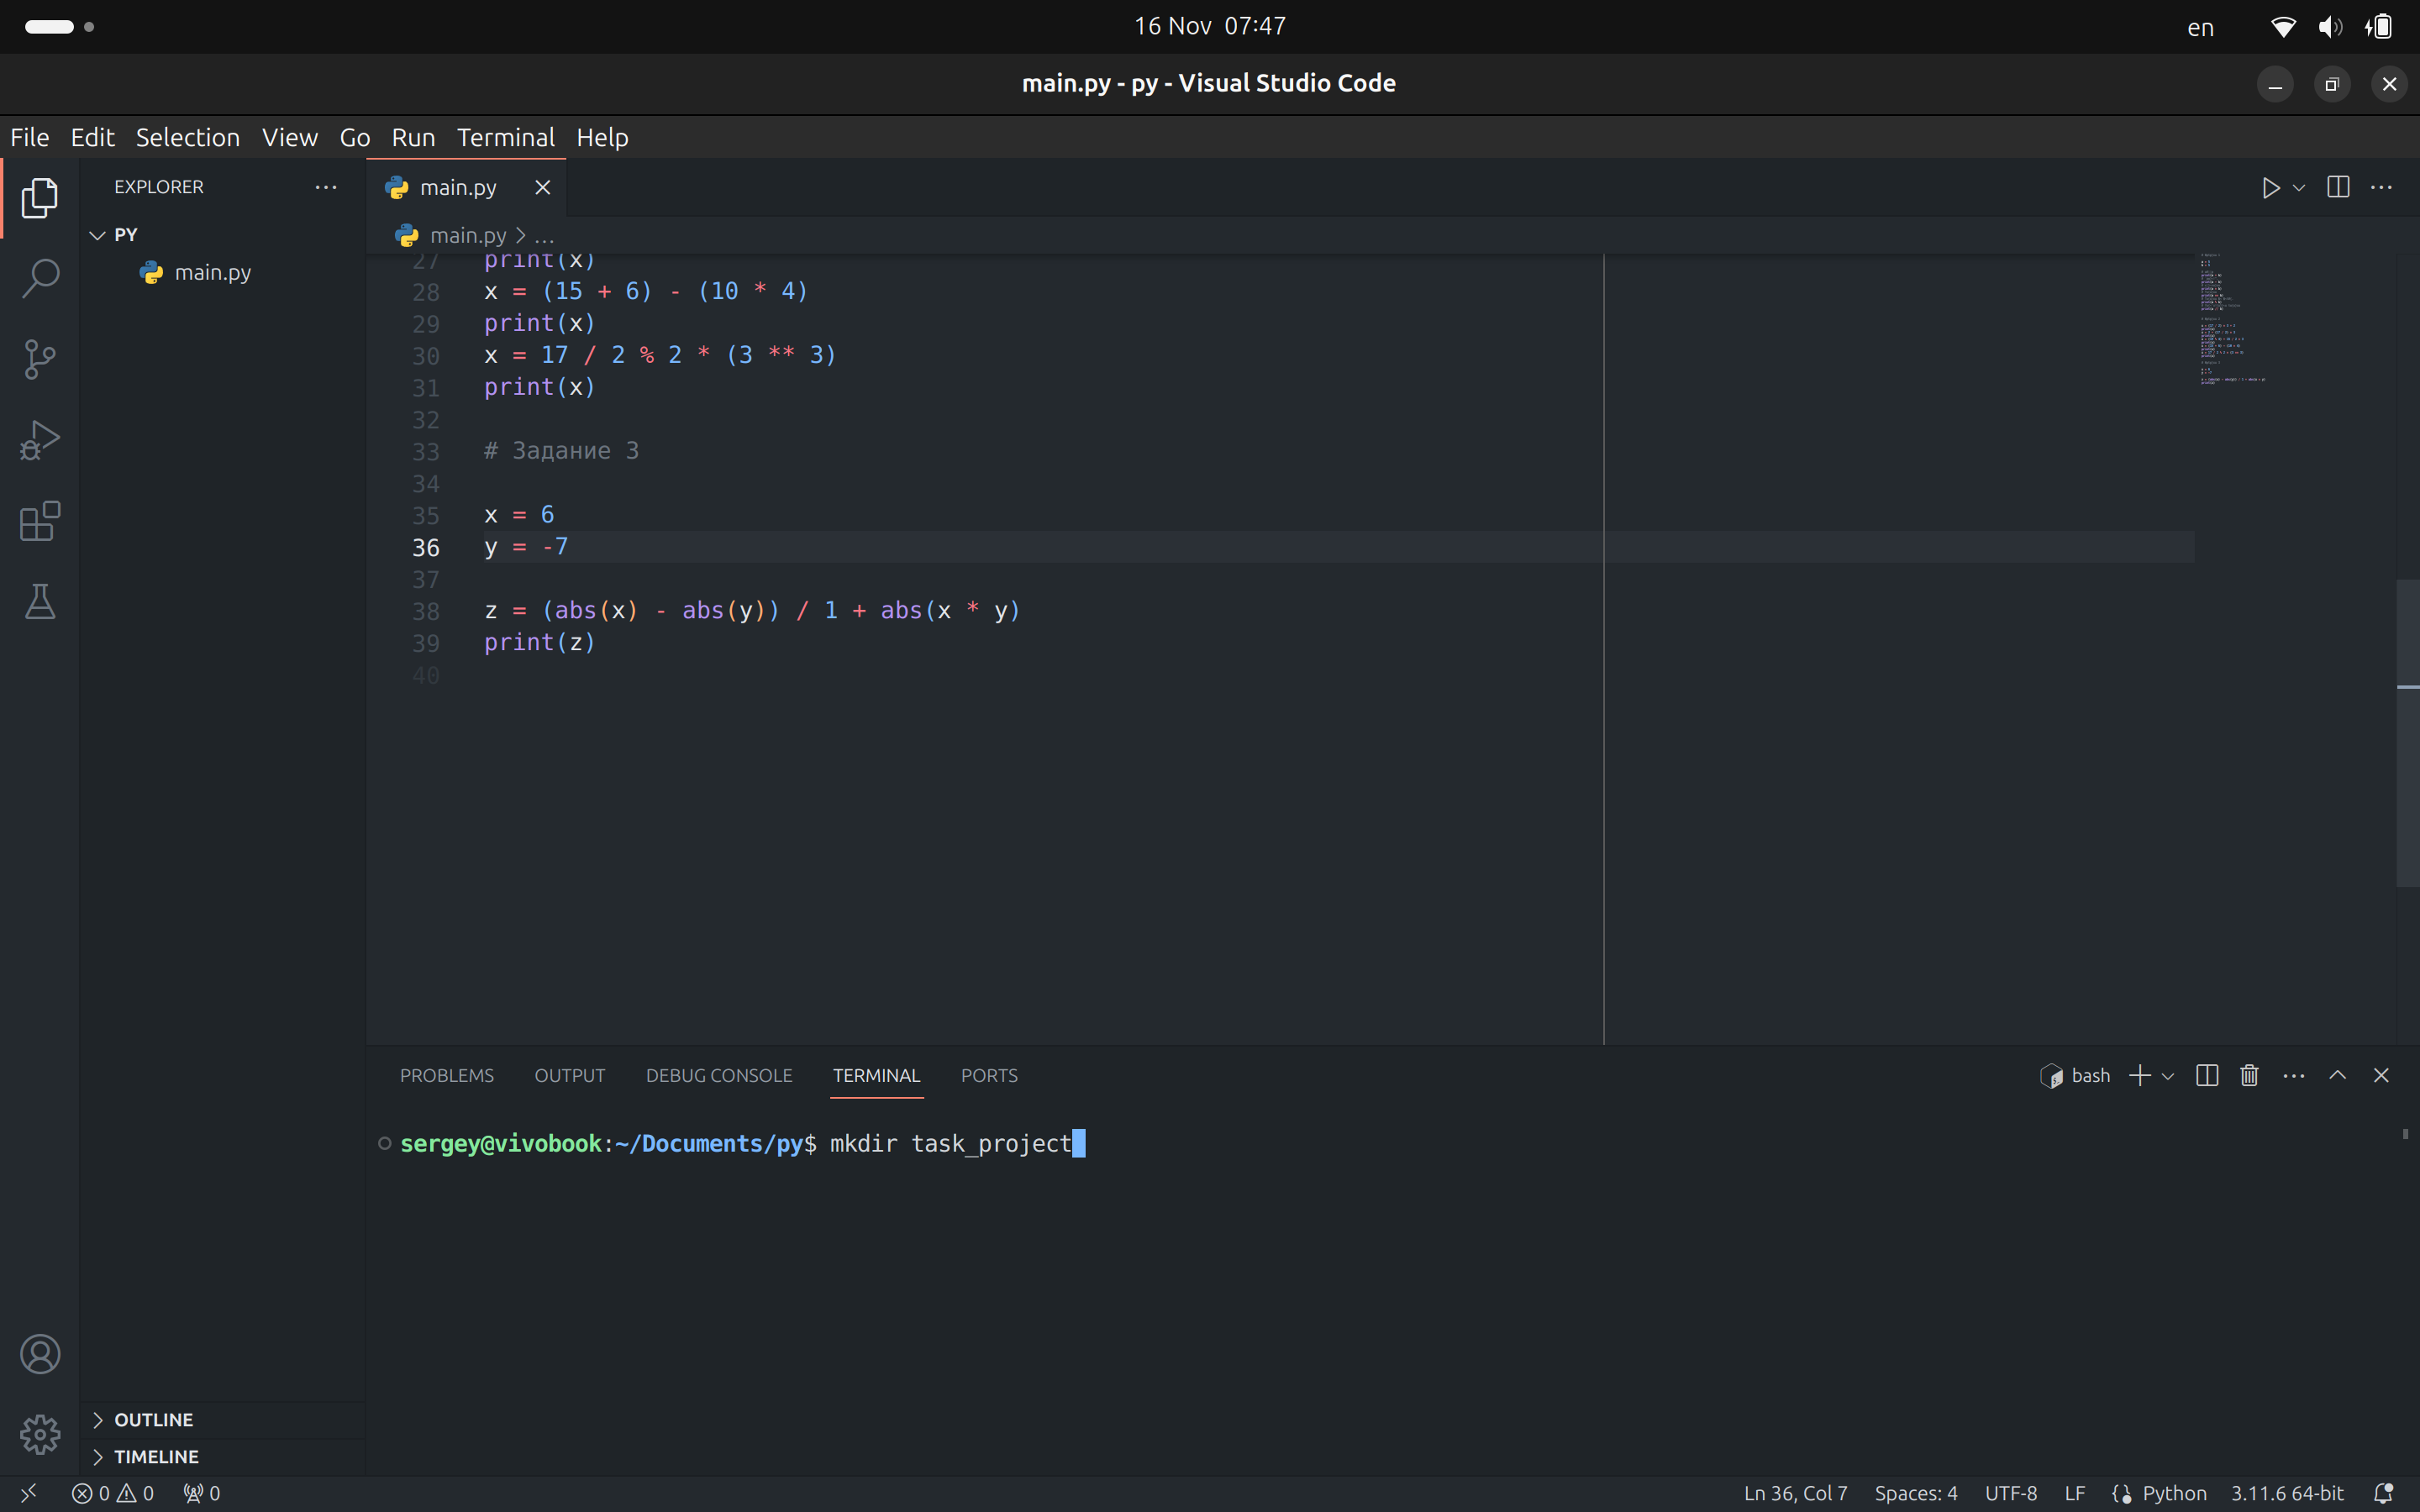 16 Nov 07:47
en
main.py - py - Visual Studio Code
File Edit Selection View Go Run Terminal Help
EXPLORER
PY
main.py
main.py
main.py > ...
27 print(x)
28 x = (15 + 6) - (10 * 4)
29 print(x)
30 x = 17 / 2 % 2 * (3 ** 3)
31 print(x)
32
33 # Задание 3
34
35 x = 6
36 y = -7
37
38 z = (abs(x) - abs(y)) / 1 + abs(x * y)
39 print(z)
40
PROBLEMS OUTPUT DEBUG CONSOLE TERMINAL PORTS
bash
sergey@vivobook:~/Documents/py$ mkdir task_project
OUTLINE
TIMELINE
0 0 0
Ln 36, Col 7 Spaces: 4 UTF-8 LF Python 3.11.6 64-bit